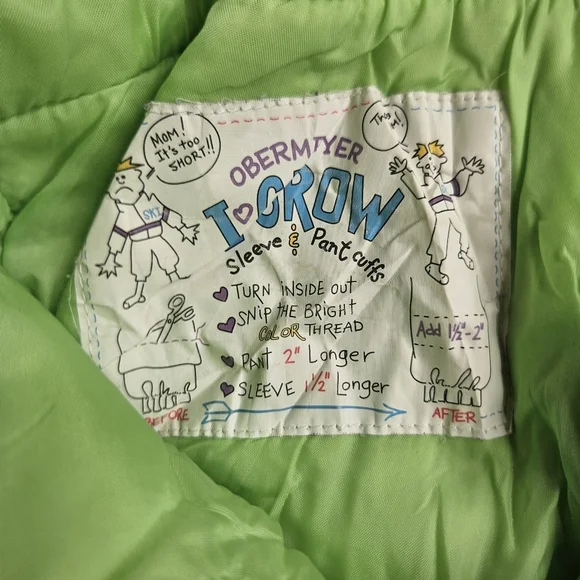 MOM!
It's too
SHORT!!
OBERMEYER
I GROW
Sleeve & Pant cuffs
SKI
TURN iNSiDE OUT
SNiP THE BRIGHT
COLOR THREAD
PANT 2" Longer
SLEEVE 1½" Longer
Add 1½"-2"
BEFORE
AFTER